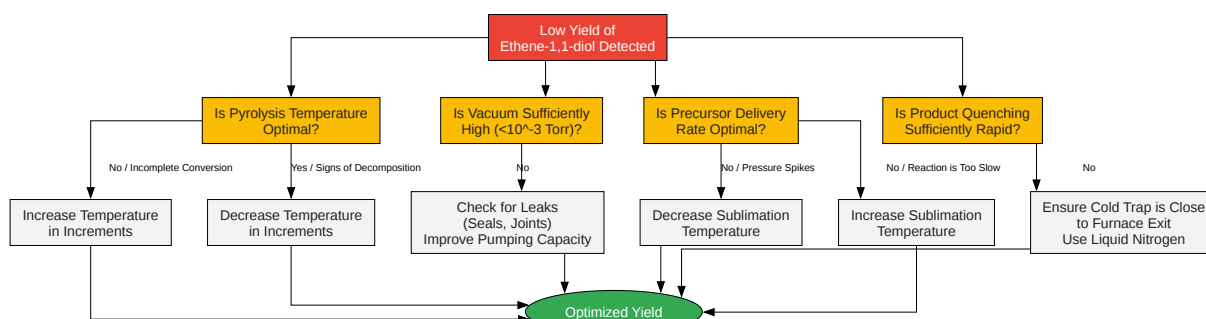 Low Yield of
Ethene-1,1-diol Detected
Is Pyrolysis Temperature
Optimal?
Is Vacuum Sufficiently
High (<10^-3 Torr)?
Is Precursor Delivery
Rate Optimal?
Is Product Quenching
Sufficiently Rapid?
No / Incomplete Conversion
Yes / Signs of Decomposition
No
No / Pressure Spikes
No / Reaction is Too Slow
No
Increase Temperature
in Increments
Decrease Temperature
in Increments
Check for Leaks
(Seals, Joints)
Improve Pumping Capacity
Decrease Sublimation
Temperature
Increase Sublimation
Temperature
Ensure Cold Trap is Close
to Furnace Exit
Use Liquid Nitrogen
Optimized Yield